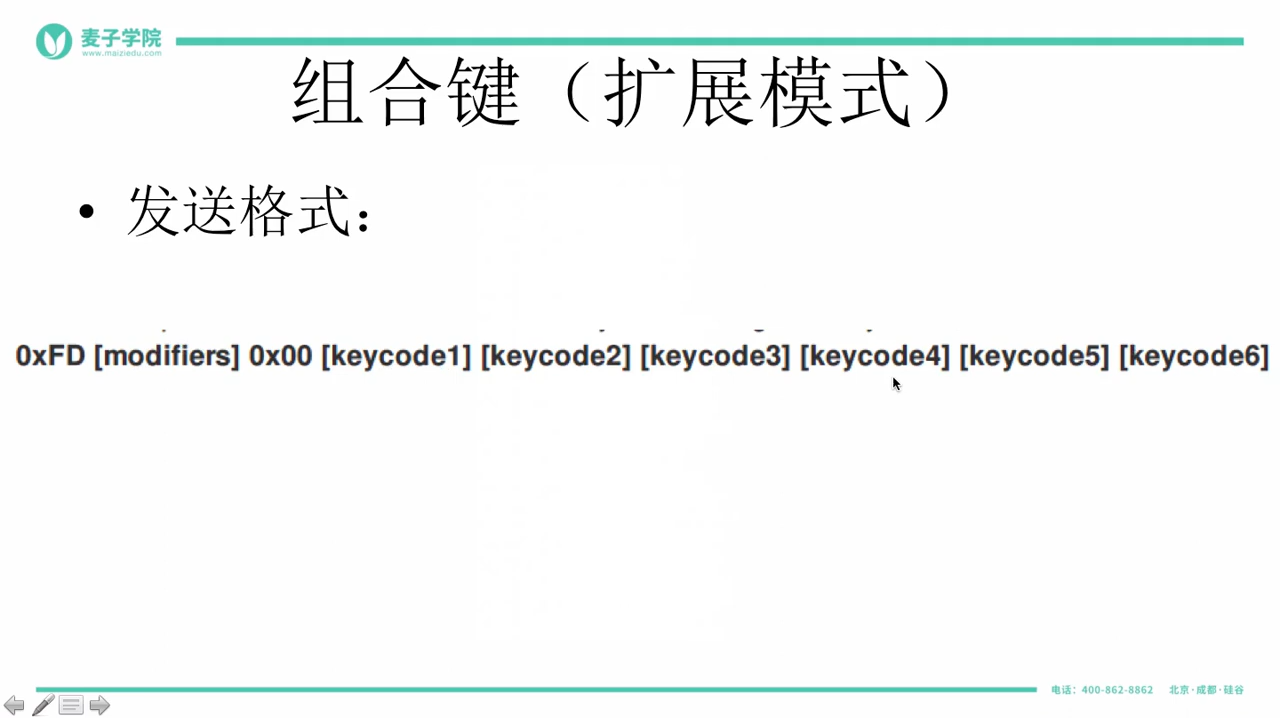 麦子学院
www.maiziedu.com
组合键（扩展模式）
• 发送格式：
0xFD [modifiers] 0x00 [keycode1] [keycode2] [keycode3] [keycode4] [keycode5] [keycode6]
电话：400-862-8862 北京·成都·硅谷